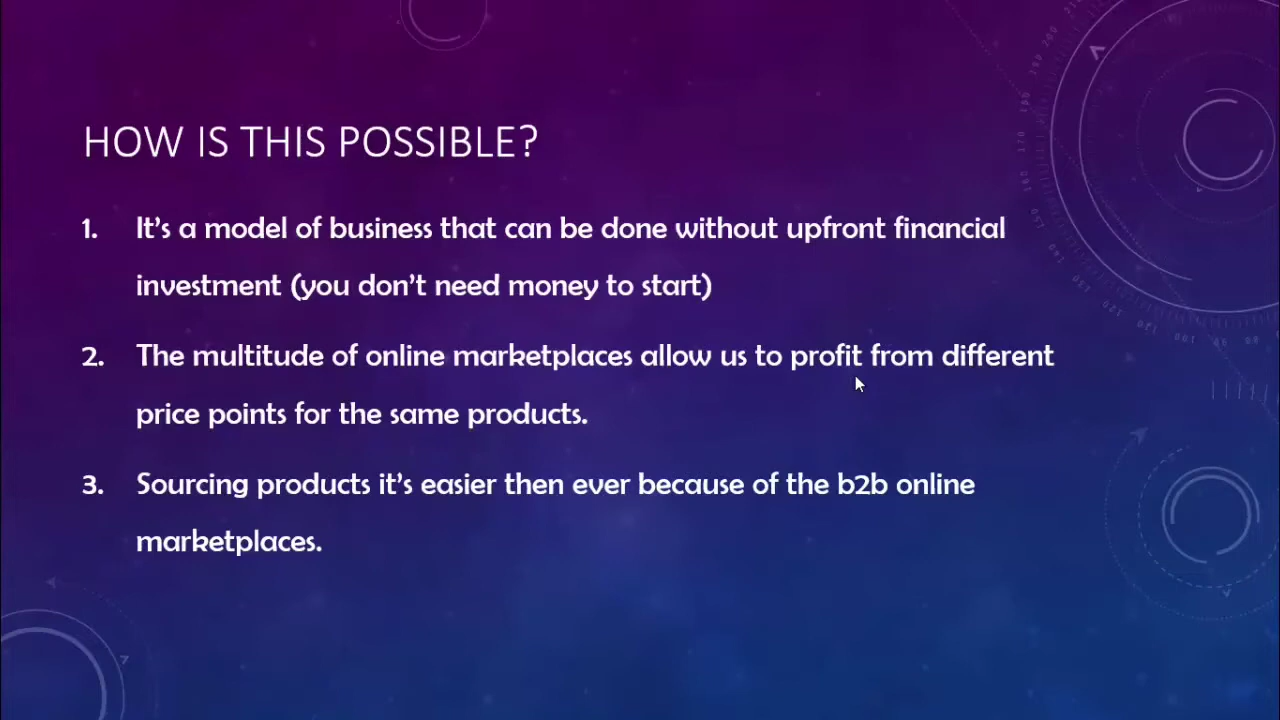 HOW IS THIS POSSIBLE?
1. It's a model of business that can be done without upfront financial
investment (you don't need money to start)
2. The multitude of online marketplaces allow us to profit from different
price points for the same products.
3. Sourcing products it's easier then ever because of the b2b online
marketplaces.